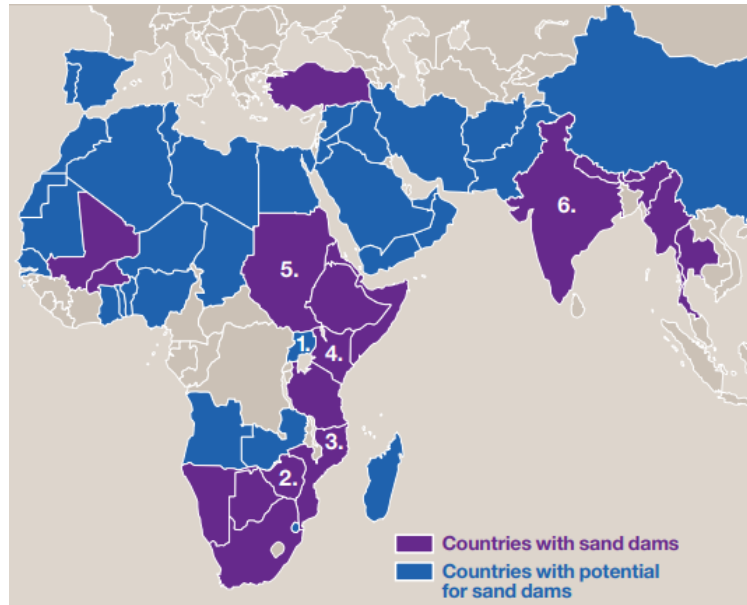 6.
5.
1.
4.
3.
2.
Countries with sand dams
Countries with potential
for sand dams